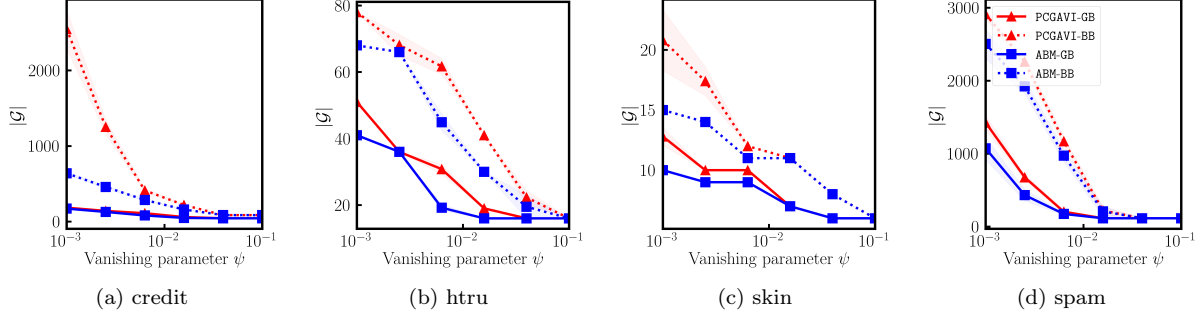 |𝒢|
2000
1000
0
10⁻³
10⁻²
10⁻¹
Vanishing parameter ψ
(a) credit
|𝒢|
80
60
40
20
10⁻³
10⁻²
10⁻¹
Vanishing parameter ψ
(b) htru
|𝒢|
20
15
10
10⁻³
10⁻²
10⁻¹
Vanishing parameter ψ
(c) skin
|𝒢|
3000
2000
1000
0
PCGAVI-GB
PCGAVI-BB
ABM-GB
ABM-BB
10⁻³
10⁻²
10⁻¹
Vanishing parameter ψ
(d) spam